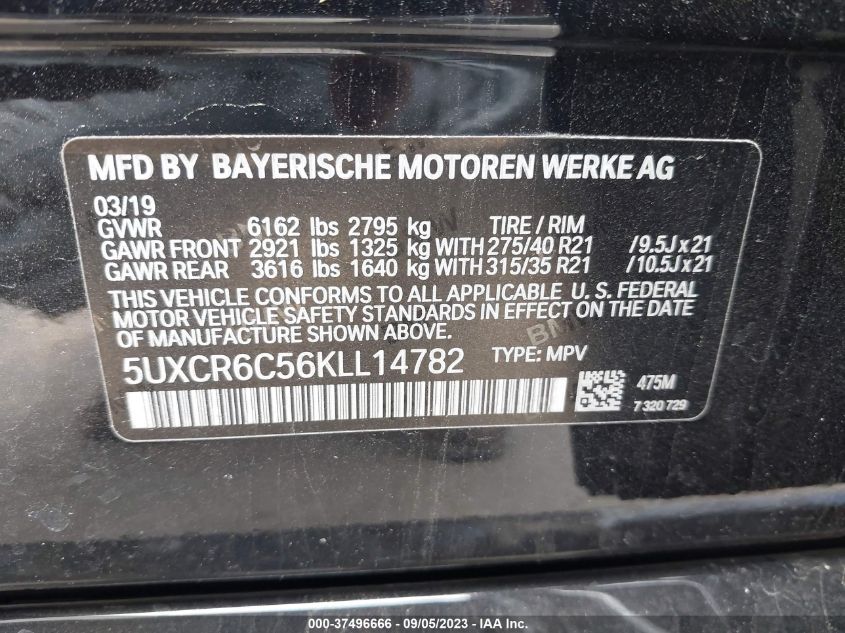 MFD BY BAYERISCHE MOTOREN WERKE AG
03/19
GVWR 6162 lbs 2795 kg TIRE / RIM
GAWR FRONT 2921 lbs 1325 kg WITH 275/40 R21 /9.5J x 21
GAWR REAR 3616 lbs 1640 kg WITH 315/35 R21 /10.5J x 21
THIS VEHICLE CONFORMS TO ALL APPLICABLE U. S. FEDERAL
MOTOR VEHICLE SAFETY STANDARDS IN EFFECT ON THE DATE
OF MANUFACTURE SHOWN ABOVE.
5UXCR6C56KLL14782 TYPE: MPV
475M
7 320 729
000-37496666 - 09/05/2023 - IAA Inc.